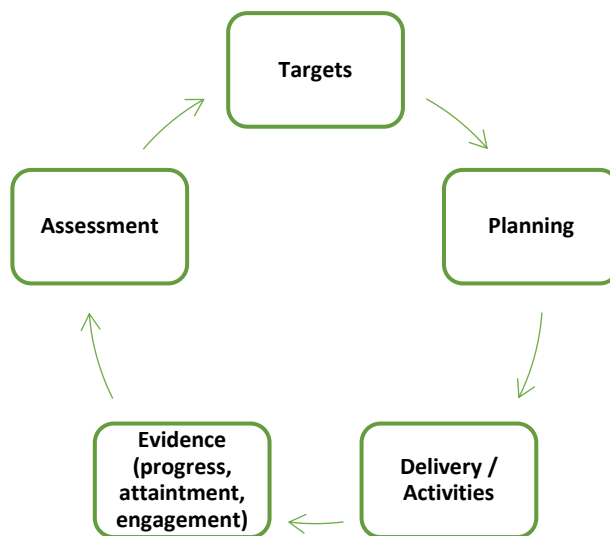 Targets
Planning
Delivery /
Activities
Evidence
(progress,
attaintment,
engagement)
Assessment